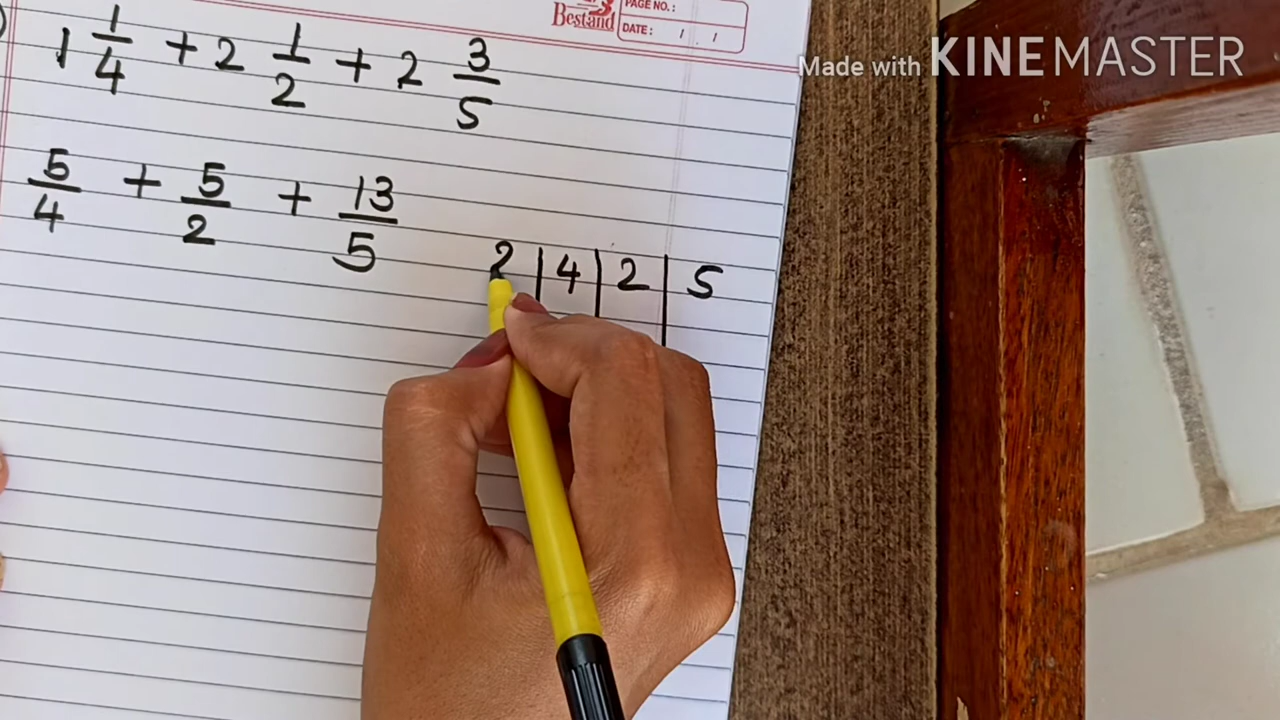 Bestand
PAGE NO. :
DATE : / /
Made with KINEMASTER
1 1/4 + 2 1/2 + 2 3/5
5/4 + 5/2 + 13/5
2 | 4 | 2 | 5